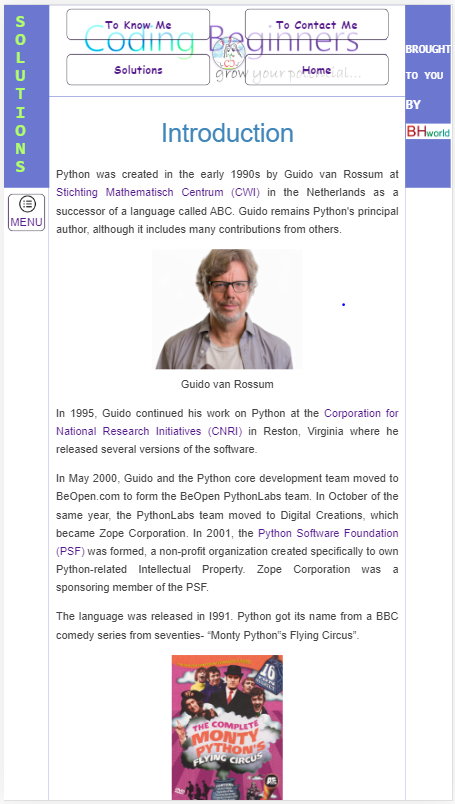 SOLUTIONS
To Know Me
To Contact Me
Coding Beginners
Solutions
Home
grow your potential...
BROUGHT
TO YOU
BY
BHworld
MENU
Introduction
Python was created in the early 1990s by Guido van Rossum at
Stichting Mathematisch Centrum (CWI) in the Netherlands as a
successor of a language called ABC. Guido remains Python's principal
author, although it includes many contributions from others.
Guido van Rossum
In 1995, Guido continued his work on Python at the Corporation for
National Research Initiatives (CNRI) in Reston, Virginia where he
released several versions of the software.
In May 2000, Guido and the Python core development team moved to
BeOpen.com to form the BeOpen PythonLabs team. In October of the
same year, the PythonLabs team moved to Digital Creations, which
became Zope Corporation. In 2001, the Python Software Foundation
(PSF) was formed, a non-profit organization created specifically to own
Python-related Intellectual Property. Zope Corporation was a
sponsoring member of the PSF.
The language was released in I991. Python got its name from a BBC
comedy series from seventies- “Monty Python”s Flying Circus”.
16
THE COMPLETE
MONTY
PYTHON'S
FLYING CIRCUS